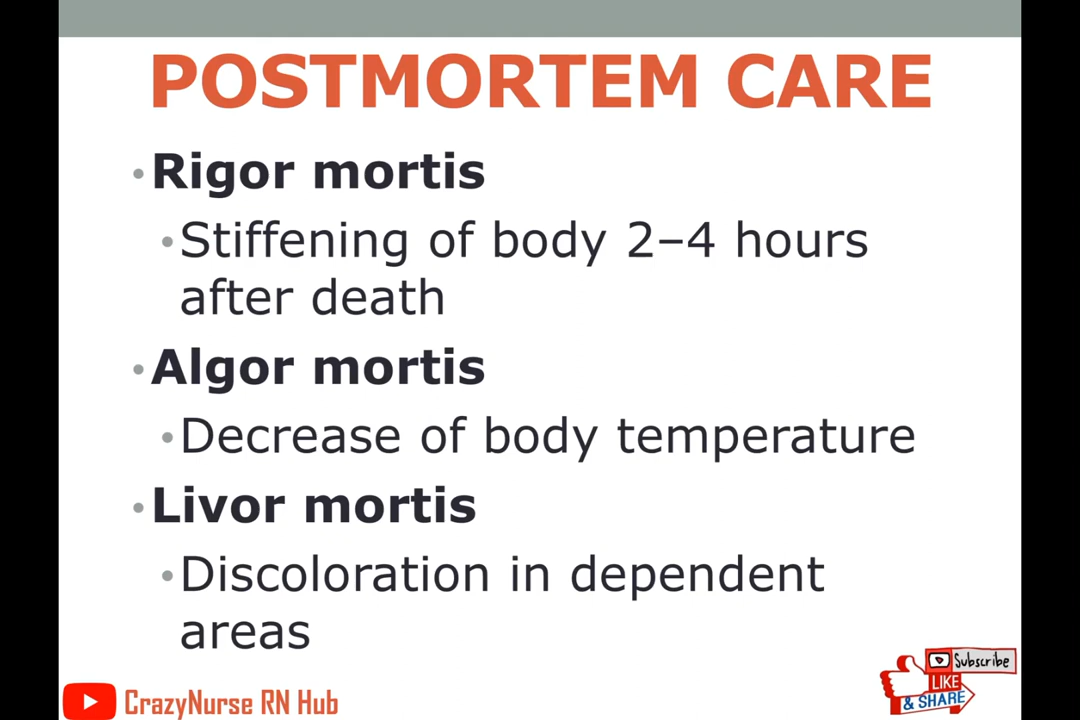 POSTMORTEM CARE
• Rigor mortis
• Stiffening of body 2–4 hours
after death
• Algor mortis
• Decrease of body temperature
• Livor mortis
• Discoloration in dependent
areas
Subscribe
LIKE
& SHARE
CrazyNurse RN Hub